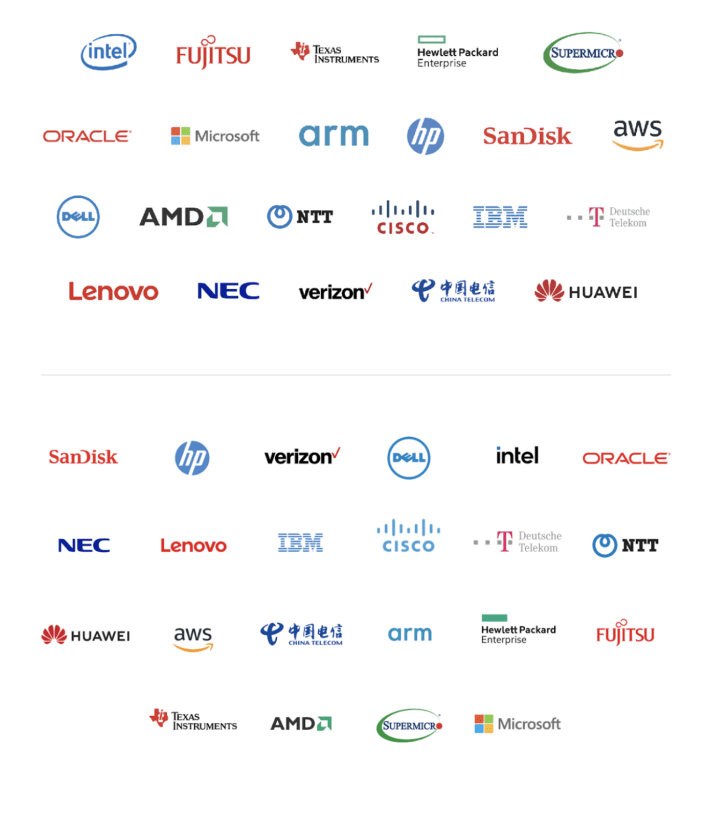 intel
FUJITSU
TEXAS
INSTRUMENTS
Hewlett Packard
Enterprise
SUPERMICR
ORACLE
Microsoft
arm
hp
SanDisk
aws
DELL
AMD
NTT
CISCO
IBM
T
Deutsche
Telekom
Lenovo
NEC
verizon
中国电信
CHINA TELECOM
HUAWEI
SanDisk
hp
verizon
DELL
intel
ORACLE
NEC
Lenovo
IBM
CISCO
T
Deutsche
Telekom
NTT
HUAWEI
aws
中国电信
CHINA TELECOM
arm
Hewlett Packard
Enterprise
FUJITSU
TEXAS
INSTRUMENTS
AMD
SUPERMICR
Microsoft